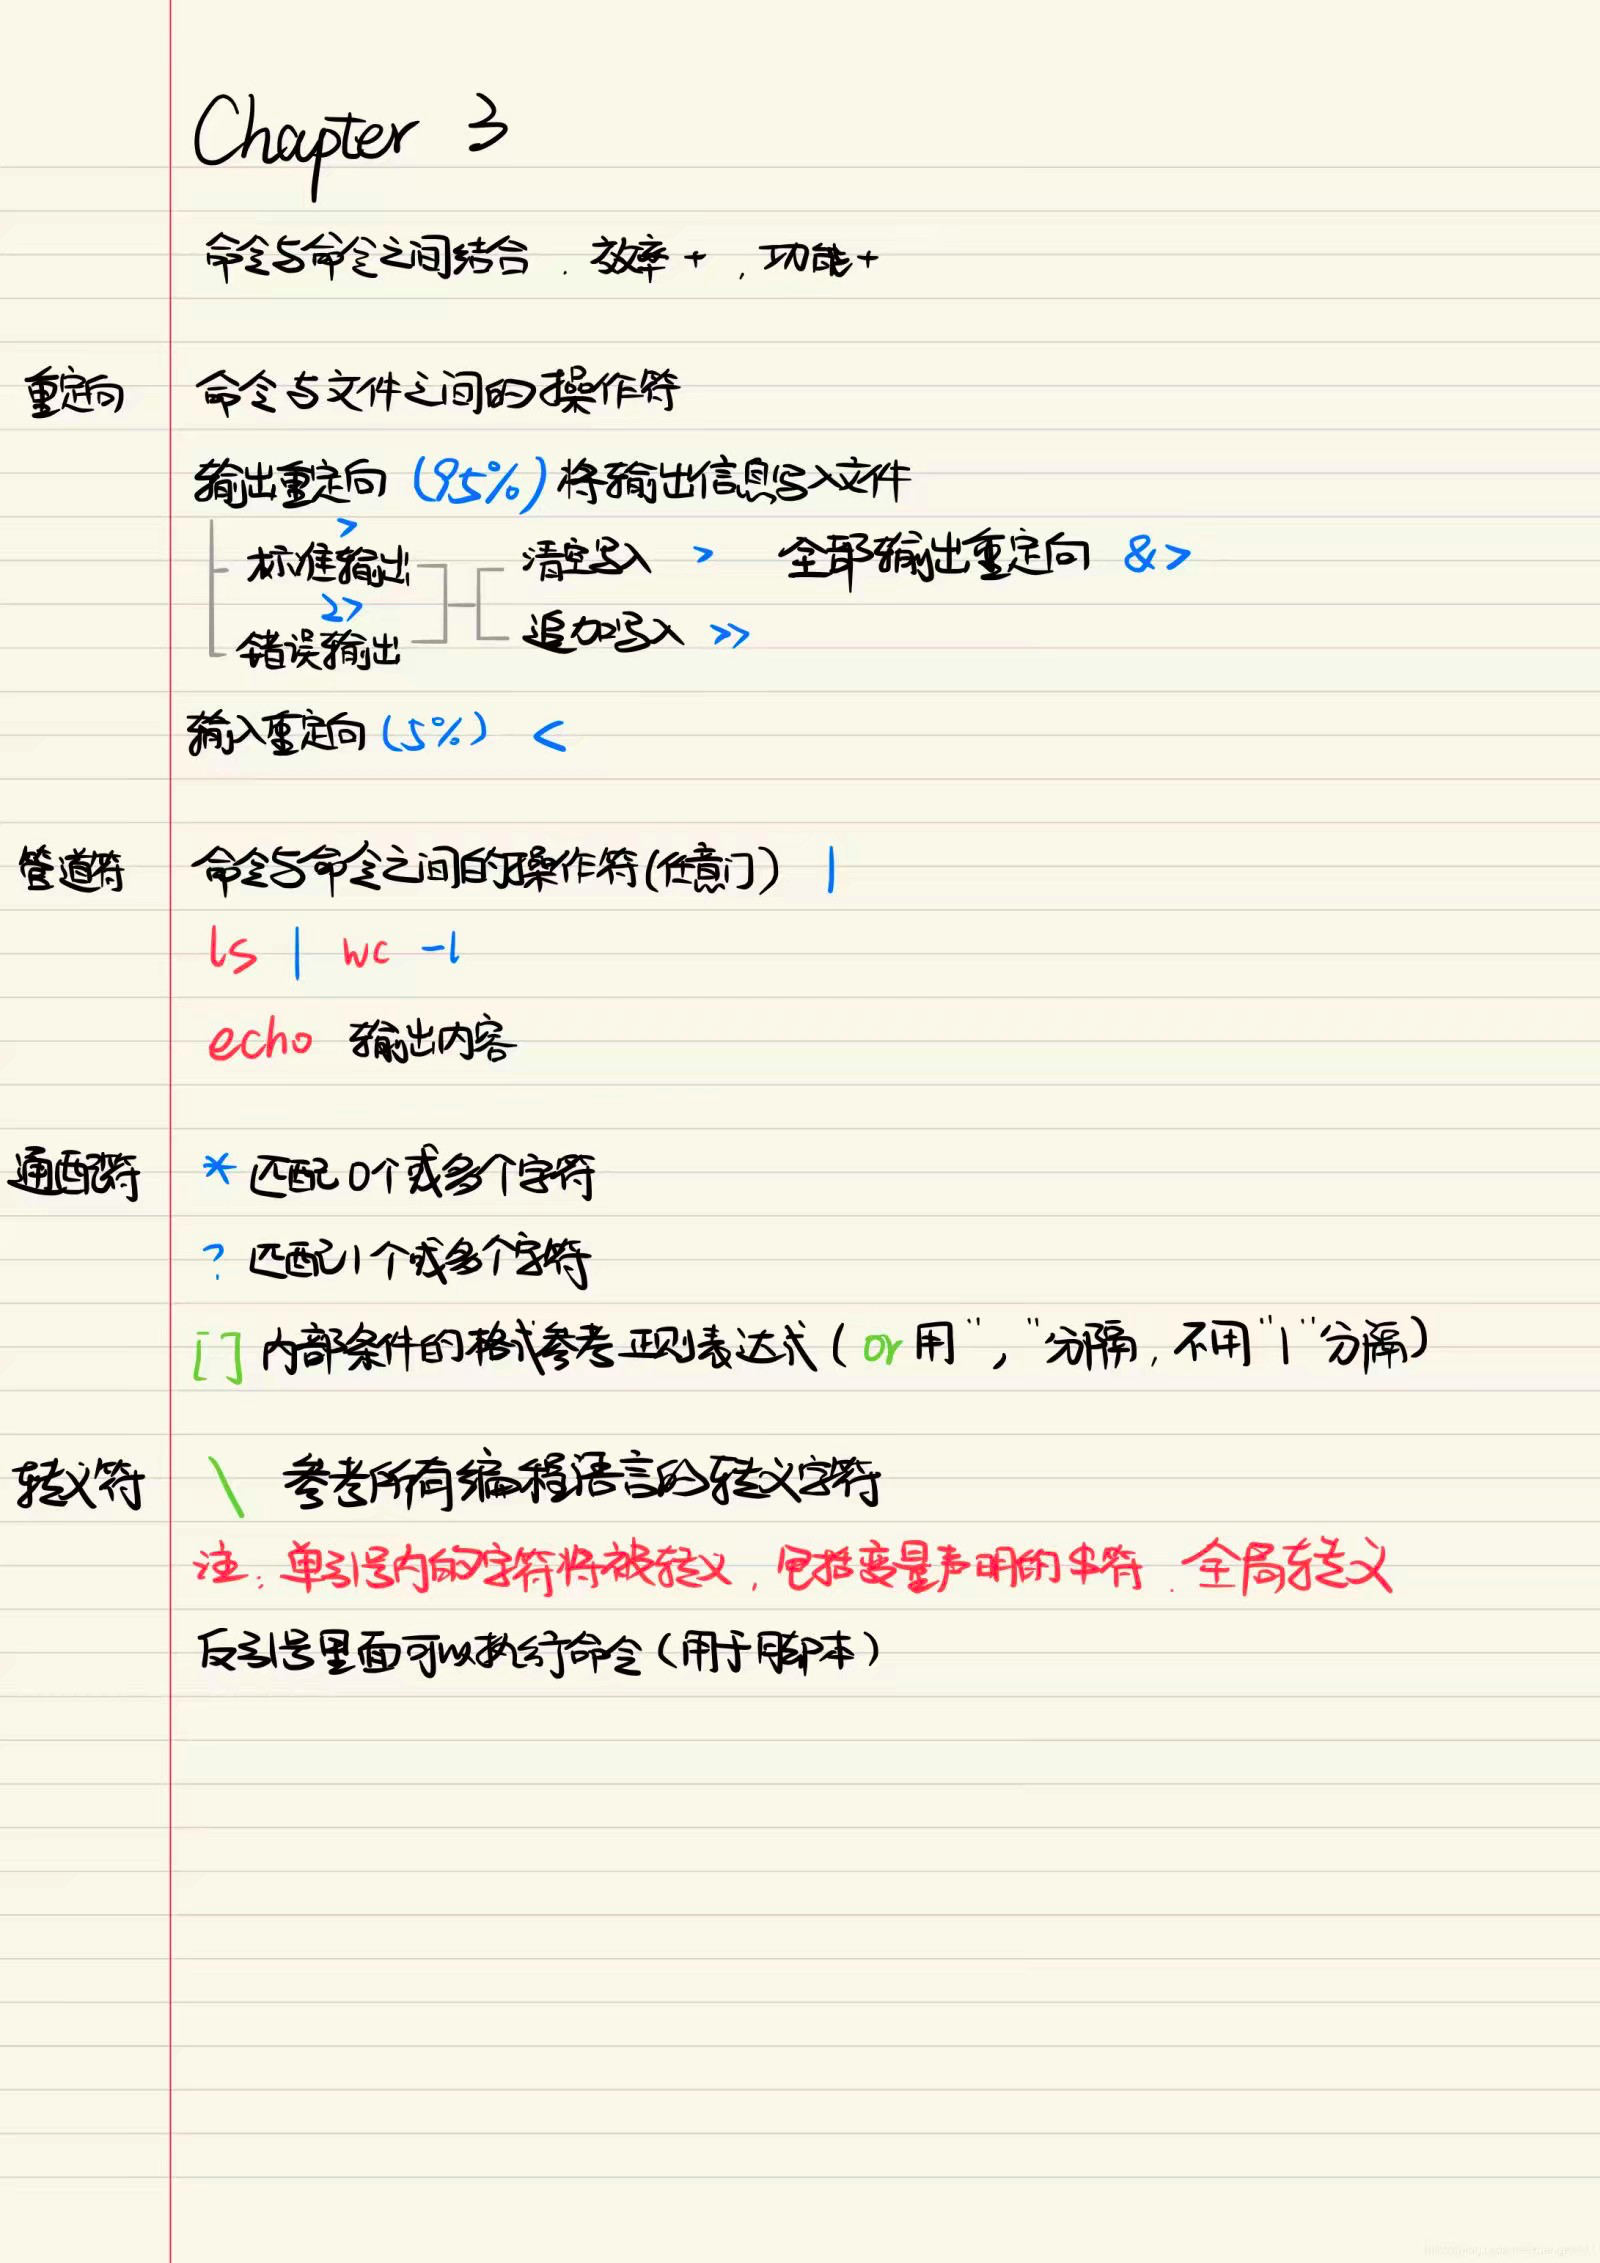 Chapter 3
命令与命令之间结合，效率+，功能+
重定向 命令与文件之间的操作符
输出重定向(95%)将输出信息写入文件
>
标准输出 清空写入 > 全部输出重定向 &>
2>
错误输出 追加写入 >>
输入重定向(5%) <
管道符 命令与命令之间的操作符(任意门) |
ls | wc -l
echo 输出内容
通配符 * 匹配0个或多个字符
? 匹配1个或多个字符
[] 内部条件的格式参考正则表达式(or用","分隔,不用"|"分隔)
转义符 \ 参考所有编程语言的转义字符
注:单引号内的字符将被转义,包括变量声明的串符.全局转义
反引号里面可以执行命令(用于脚本)